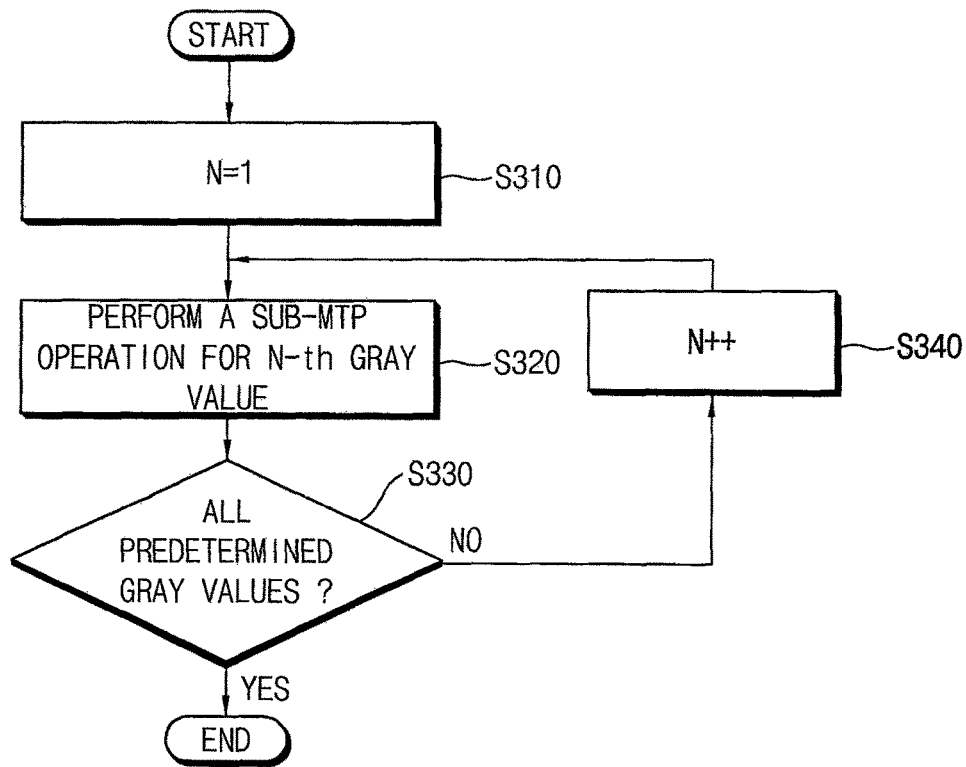 START
N=1
S310
PERFORM A SUB-MTP
OPERATION FOR N-th GRAY
VALUE
S320
N++
S340
S330
ALL
PREDETERMINED
GRAY VALUES ?
NO
YES
END